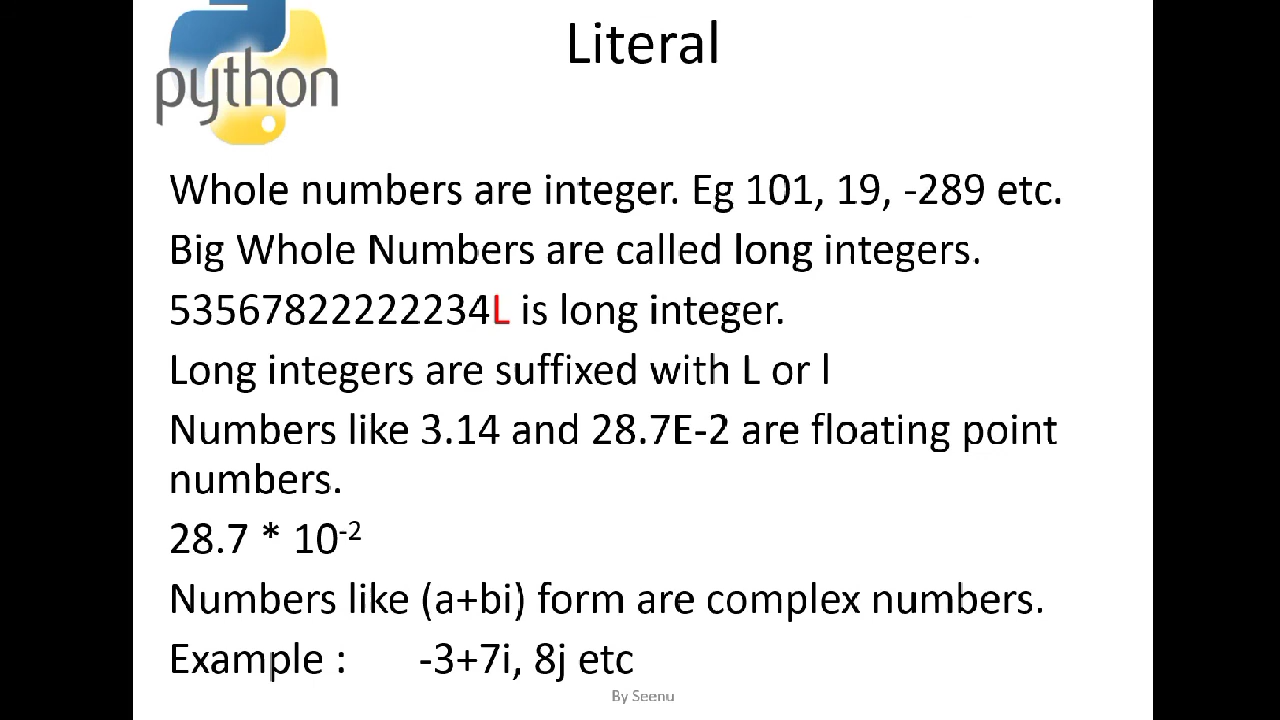 Literal
python
Whole numbers are integer. Eg 101, 19, -289 etc.
Big Whole Numbers are called long integers.
53567822222234L is long integer.
Long integers are suffixed with L or l
Numbers like 3.14 and 28.7E-2 are floating point
numbers.
28.7 * 10⁻²
Numbers like (a+bi) form are complex numbers.
Example : -3+7i, 8j etc
By Seenu